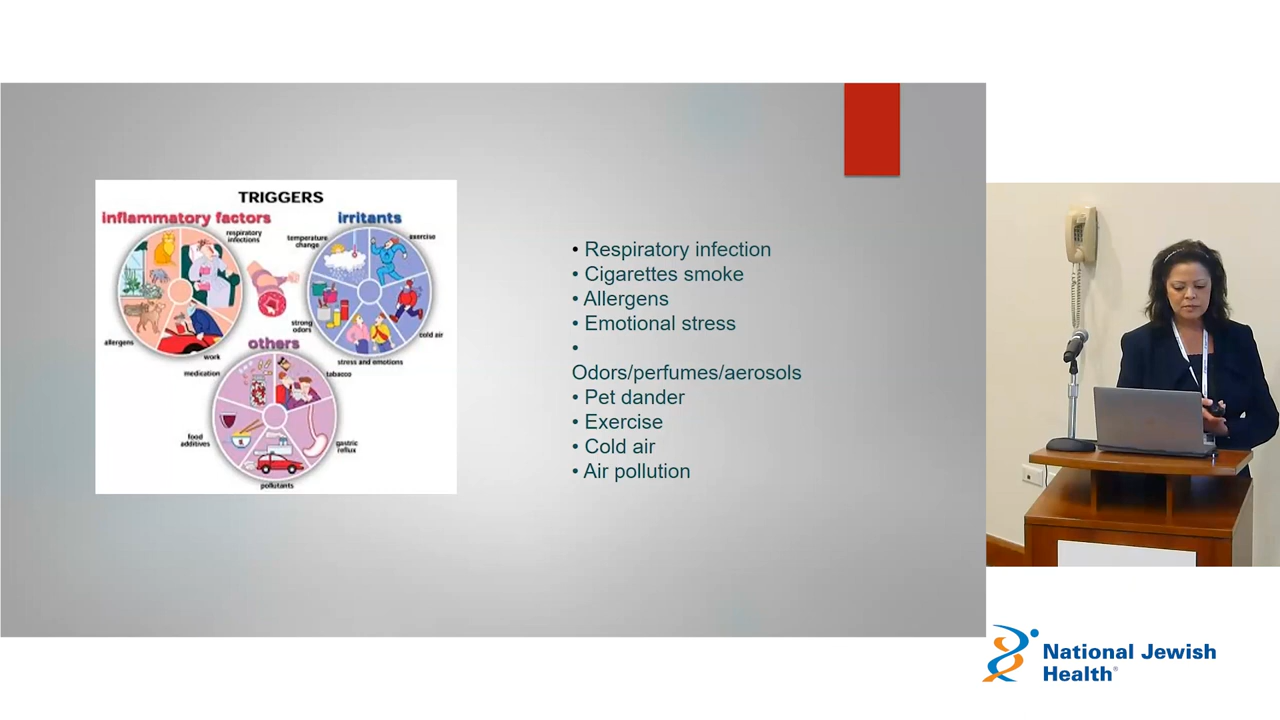 TRIGGERS
inflammatory factors
irritants
respiratory
infections
temperature
change
exercise
strong
odors
cold air
allergens
work
stress and emotions
others
medication
tobacco
food
additives
gastric
reflux
pollutants
• Respiratory infection
• Cigarettes smoke
• Allergens
• Emotional stress
•
Odors/perfumes/aerosols
• Pet dander
• Exercise
• Cold air
• Air pollution
National Jewish
Health®